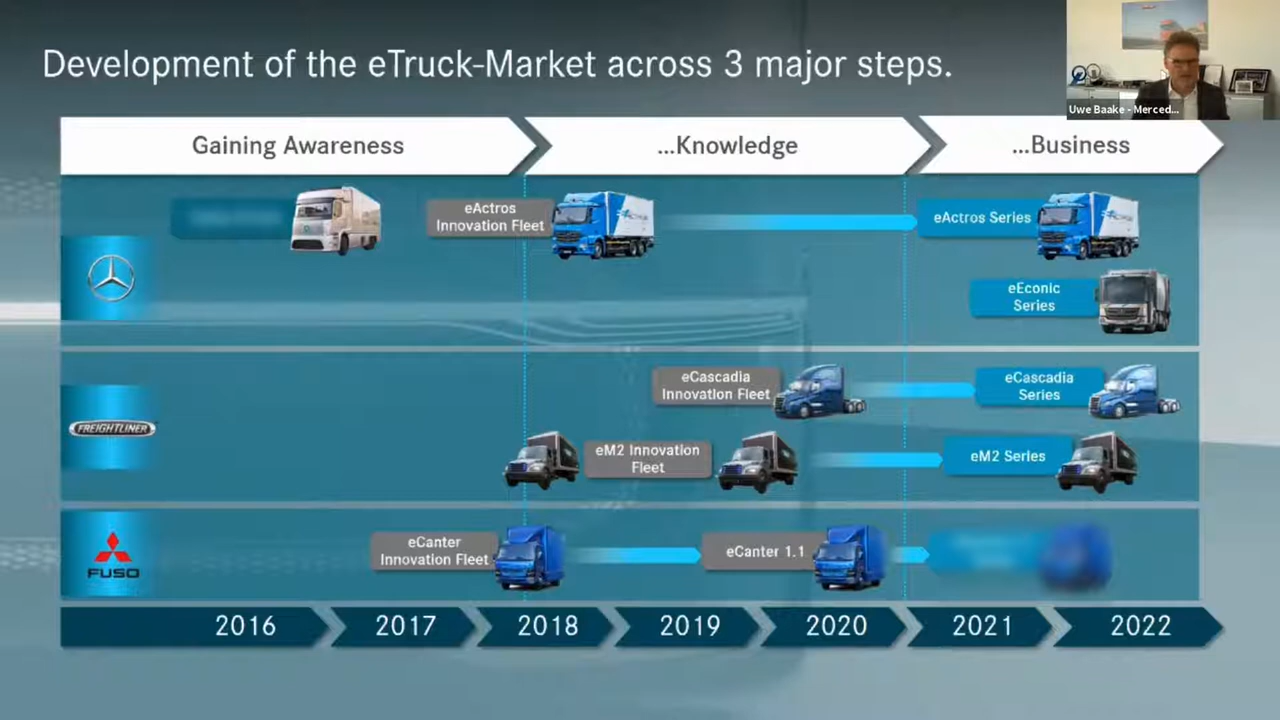 Development of the eTruck-Market across 3 major steps.
Uwe Baake - Merced...
Gaining Awareness
...Knowledge
...Business
eActros
Innovation Fleet
eActros Series
eEconic
Series
eCascadia
Innovation Fleet
eCascadia
Series
FREIGHTLINER
eM2 Innovation
Fleet
eM2 Series
eCanter
Innovation Fleet
eCanter 1.1
FUSO
2016
2017
2018
2019
2020
2021
2022